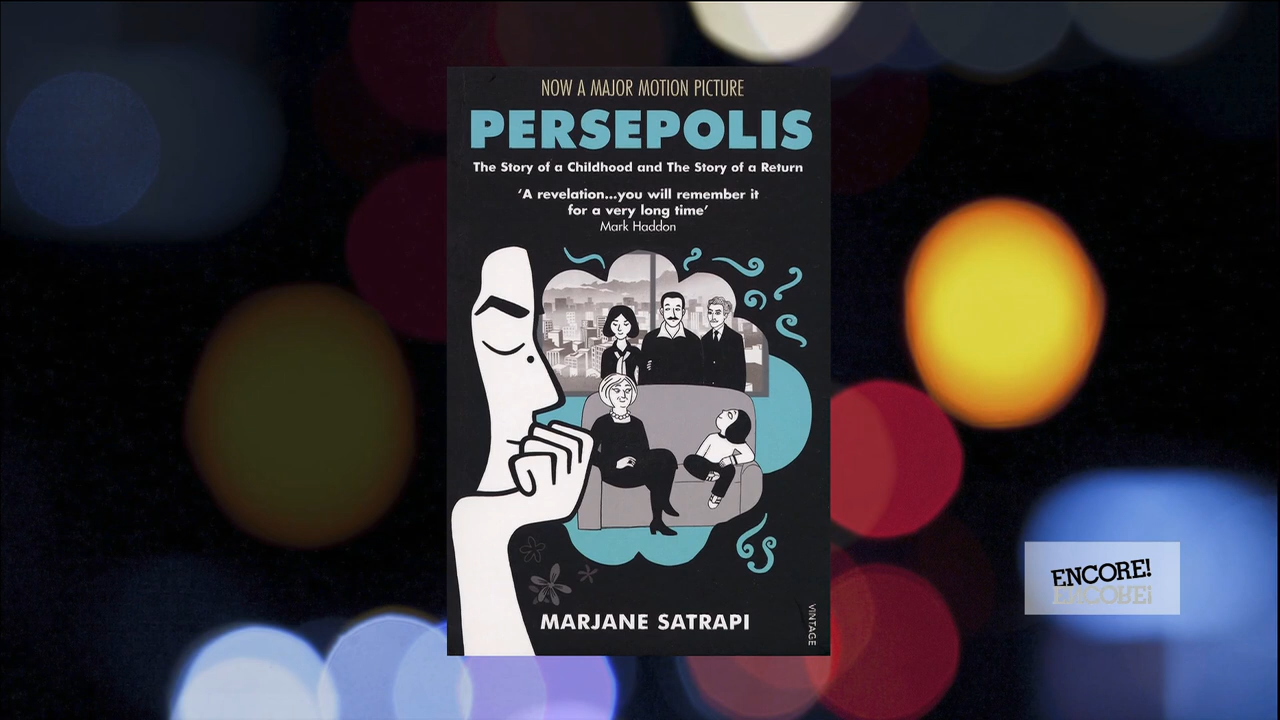 NOW A MAJOR MOTION PICTURE
PERSEPOLIS
The Story of a Childhood and The Story of a Return
‘A revelation...you will remember it
for a very long time’
Mark Haddon
MARJANE SATRAPI
VINTAGE
ENCORE!